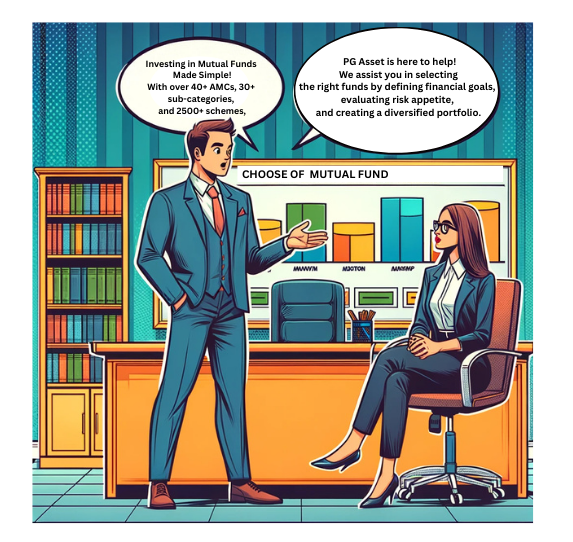 Investing in Mutual Funds
Made Simple!
With over 40+ AMCs, 30+
sub-categories,
and 2500+ schemes,
PG Asset is here to help!
We assist you in selecting
the right funds by defining financial goals,
evaluating risk appetite,
and creating a diversified portfolio.
CHOOSE OF MUTUAL FUND